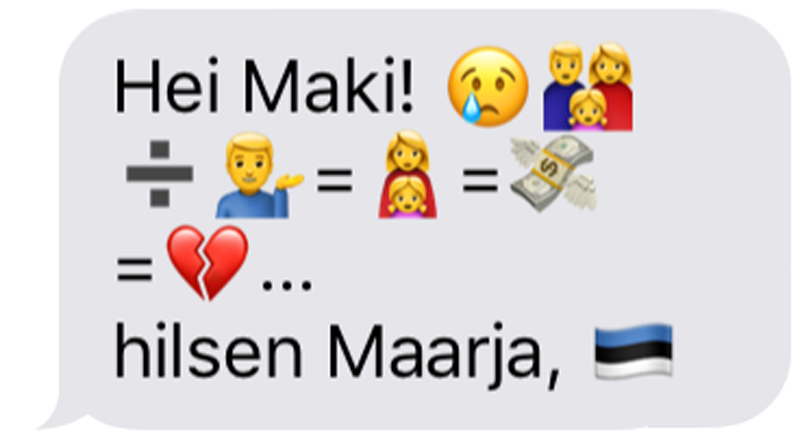 Hei Maki! 😢👨‍👩‍👧
➗💁‍♂️=👩‍👧=💸
=💔...
hilsen Maarja, 🇪🇪